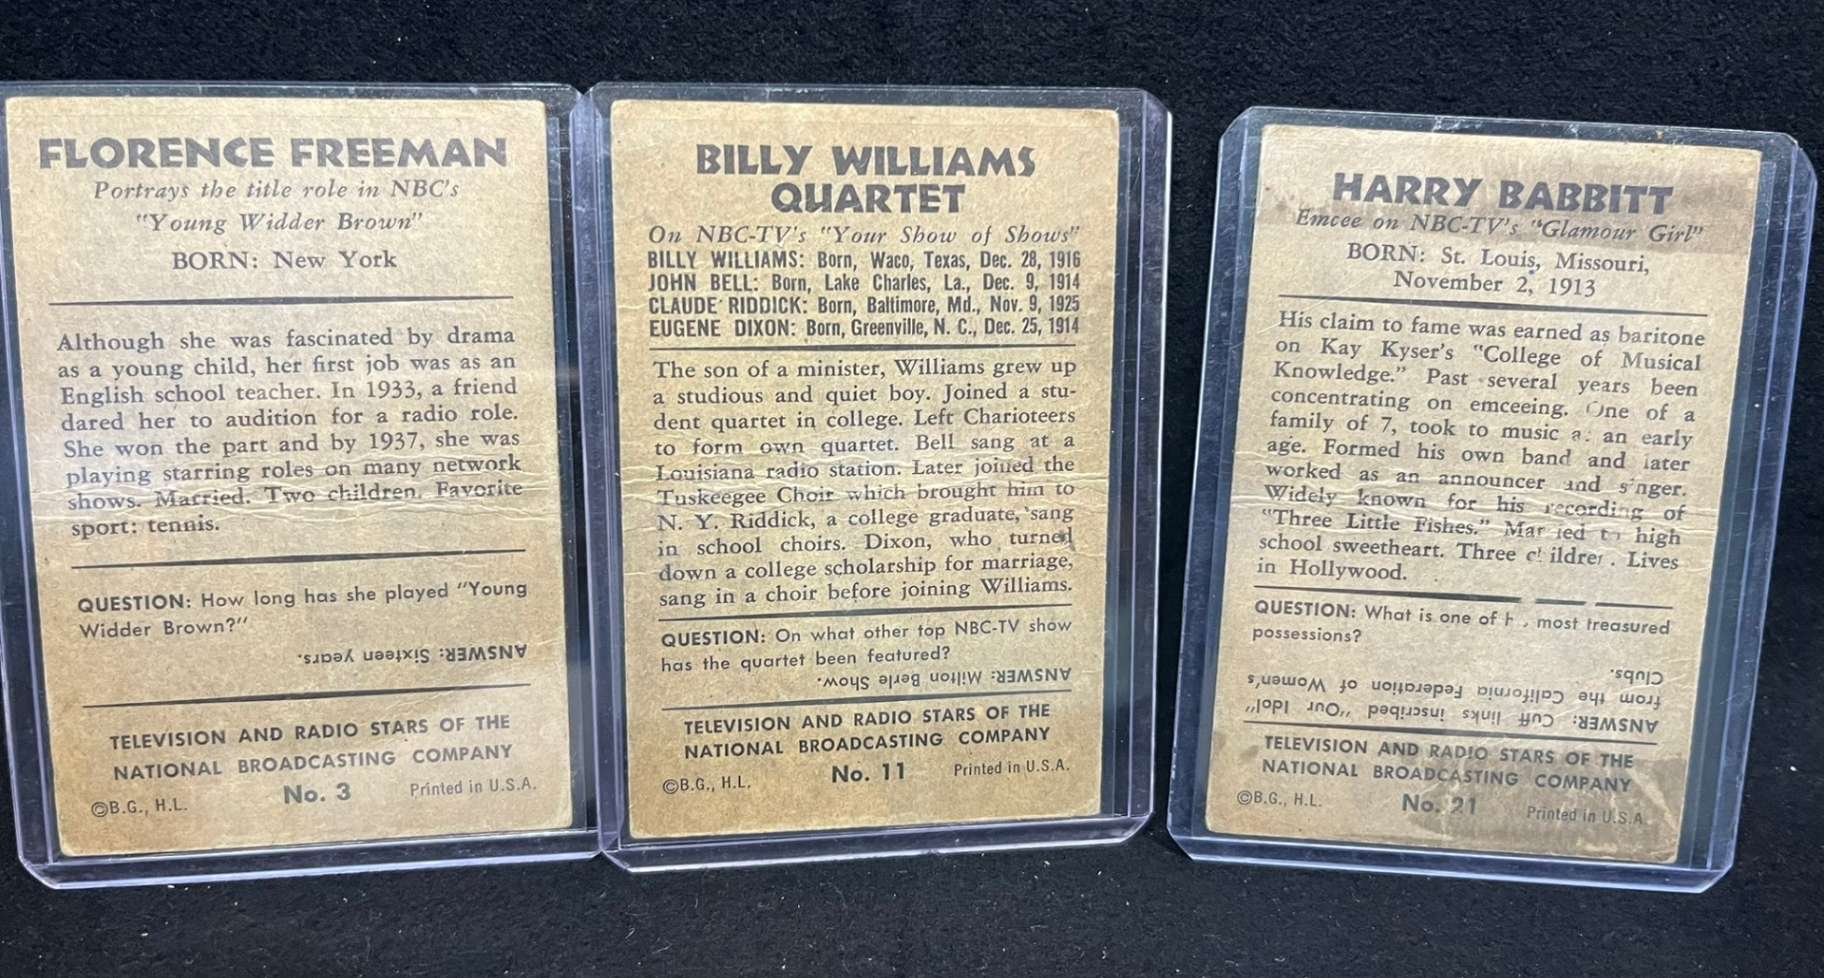 FLORENCE FREEMAN
Portrays the title role in NBC's
"Young Widder Brown"
BORN: New York
Although she was fascinated by drama
as a young child, her first job was as an
English school teacher. In 1933, a friend
dared her to audition for a radio role.
She won the part and by 1937, she was
playing starring roles on many network
shows. Married. Two children. Favorite
sport: tennis.
QUESTION: How long has she played "Young
Widder Brown?"
ANSWER: Sixteen years.
TELEVISION AND RADIO STARS OF THE
NATIONAL BROADCASTING COMPANY
©B.G., H.L. No. 3 Printed in U.S.A.
BILLY WILLIAMS
QUARTET
On NBC-TV's "Your Show of Shows"
BILLY WILLIAMS: Born, Waco, Texas, Dec. 28, 1916
JOHN BELL: Born, Lake Charles, La., Dec. 9, 1914
CLAUDE RIDDICK: Born, Baltimore, Md., Nov. 9, 1925
EUGENE DIXON: Born, Greenville, N. C., Dec. 25, 1914
The son of a minister, Williams grew up
a studious and quiet boy. Joined a stu-
dent quartet in college. Left Charioteers
to form own quartet. Bell sang at a
Louisiana radio station. Later joined the
Tuskeegee Choir which brought him to
N. Y. Riddick, a college graduate, sang
in school choirs. Dixon, who turned
down a college scholarship for marriage,
sang in a choir before joining Williams.
QUESTION: On what other top NBC-TV show
has the quartet been featured?
ANSWER: Milton Berle Show.
TELEVISION AND RADIO STARS OF THE
NATIONAL BROADCASTING COMPANY
©B.G., H.L. No. 11 Printed in U.S.A.
HARRY BABBITT
Emcee on NBC-TV's "Glamour Girl"
BORN: St. Louis, Missouri,
November 2, 1913
His claim to fame was earned as baritone
on Kay Kyser's "College of Musical
Knowledge." Past several years been
concentrating on emceeing. One of a
family of 7, took to music at an early
age. Formed his own band and later
worked as an announcer and singer.
Widely known for his recording of
"Three Little Fishes." Married to high
school sweetheart. Three children. Lives
in Hollywood.
QUESTION: What is one of his most treasured
possessions?
ANSWER: Cuff links inscribed "Our Idol"
from the California Federation of Women's
Clubs.
TELEVISION AND RADIO STARS OF THE
NATIONAL BROADCASTING COMPANY
©B.G., H.L. No. 21 Printed in U.S.A.